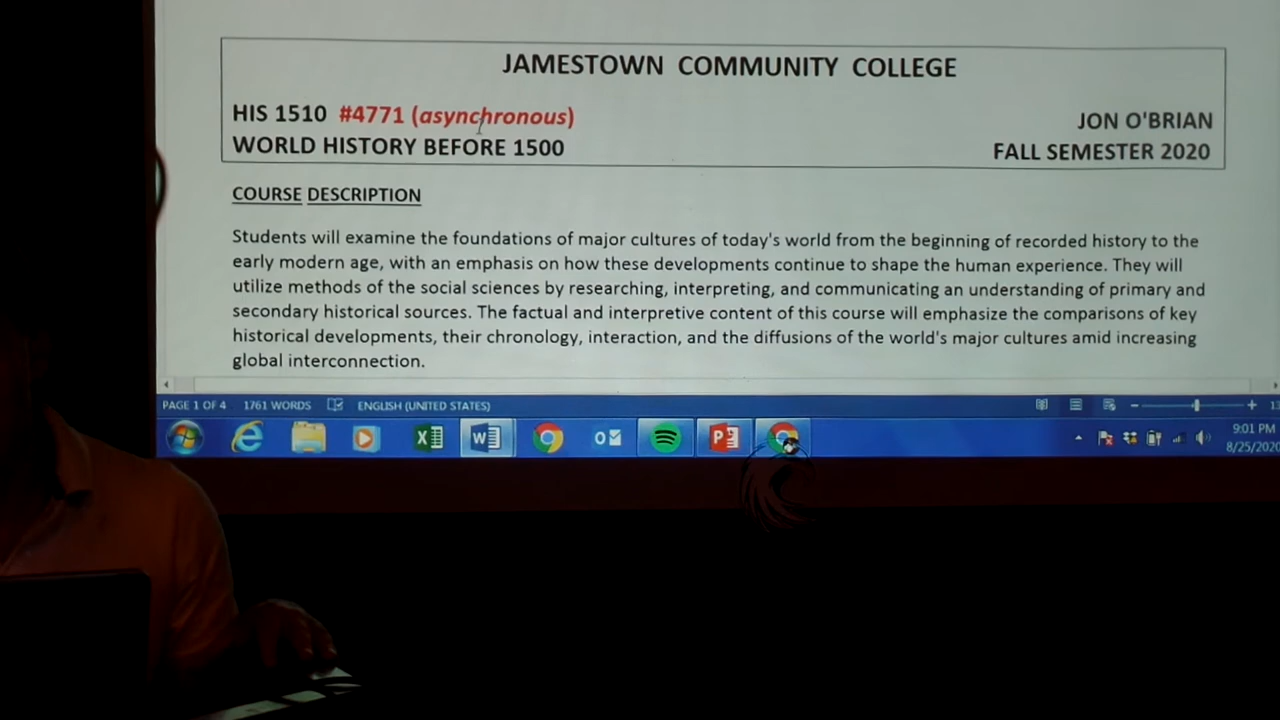 JAMESTOWN COMMUNITY COLLEGE
HIS 1510 #4771 (asynchronous)
JON O'BRIAN
WORLD HISTORY BEFORE 1500
FALL SEMESTER 2020
COURSE DESCRIPTION
Students will examine the foundations of major cultures of today's world from the beginning of recorded history to the
early modern age, with an emphasis on how these developments continue to shape the human experience. They will
utilize methods of the social sciences by researching, interpreting, and communicating an understanding of primary and
secondary historical sources. The factual and interpretive content of this course will emphasize the comparisons of key
historical developments, their chronology, interaction, and the diffusions of the world's major cultures amid increasing
global interconnection.
PAGE 1 OF 4 1761 WORDS ENGLISH (UNITED STATES)
9:01 PM
8/25/2020